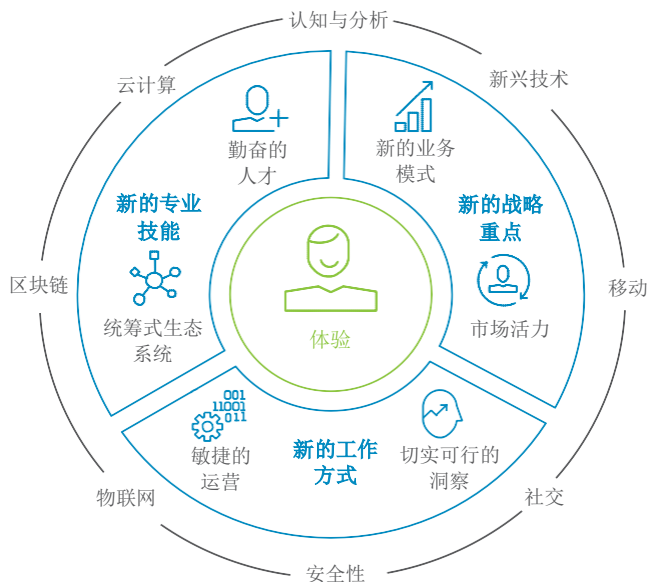 认知与分析
云计算
新兴技术
勤奋的
人才
新的业务
模式
新的专业
技能
新的战略
重点
区块链
移动
统筹式生态
系统
体验
市场活力
001
11001
011
敏捷的
运营
新的工作
方式
切实可行的
洞察
物联网
社交
安全性